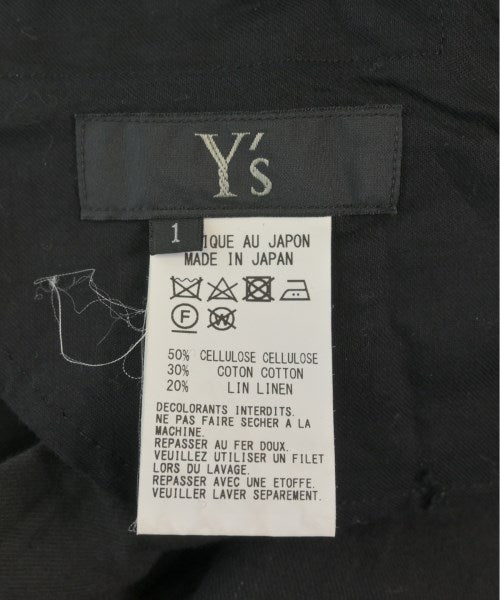 Y's
1
IQUE AU JAPON
MADE IN JAPAN
F W
50% CELLULOSE CELLULOSE
30% COTON COTTON
20% LIN LINEN
DECOLORANTS INTERDITS.
NE PAS FAIRE SECHER A LA
MACHINE.
REPASSER AU FER DOUX.
VEUILLEZ UTILISER UN FILET
LORS DU LAVAGE.
REPASSER AVEC UNE ETOFFE.
VEUILLER LAVER SEPAREMENT.